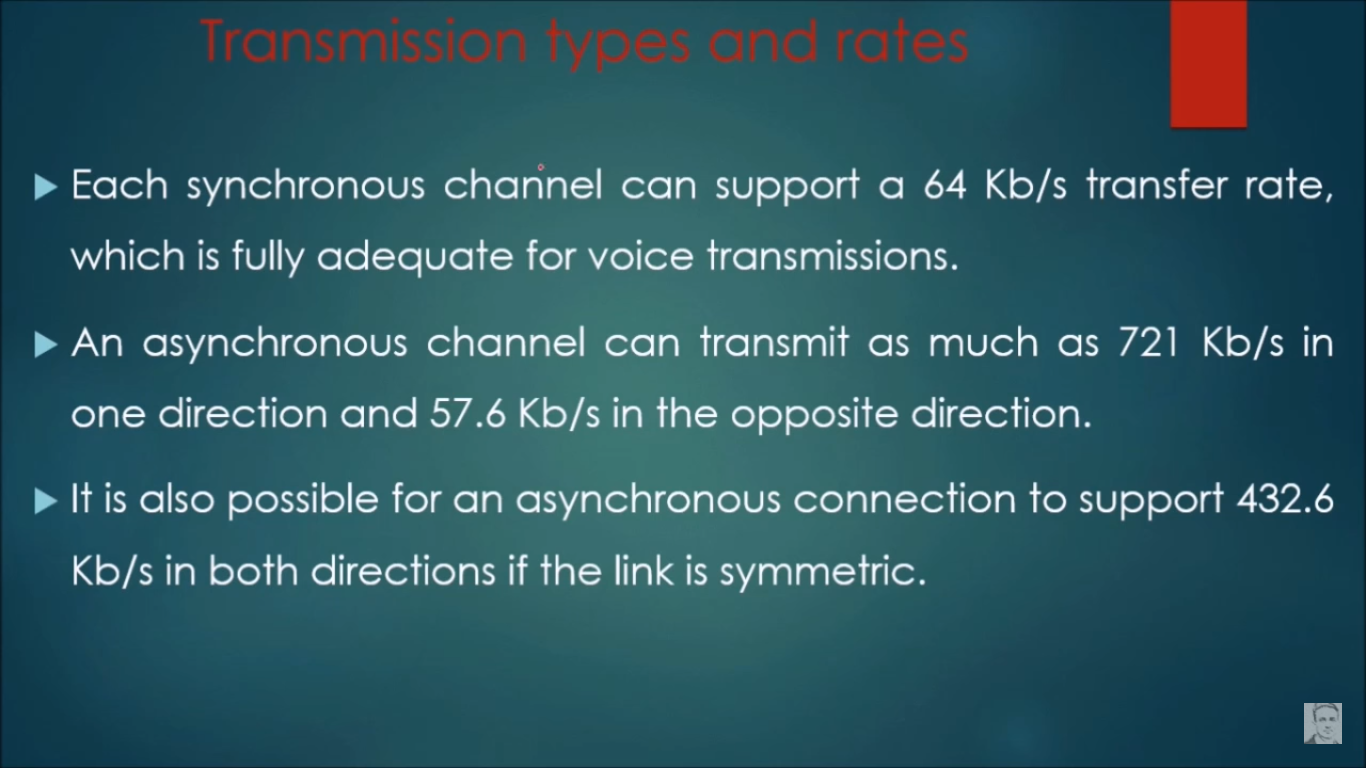 Transmission types and rates
Each synchronous channel can support a 64 Kb/s transfer rate,
which is fully adequate for voice transmissions.
An asynchronous channel can transmit as much as 721 Kb/s in
one direction and 57.6 Kb/s in the opposite direction.
It is also possible for an asynchronous connection to support 432.6
Kb/s in both directions if the link is symmetric.